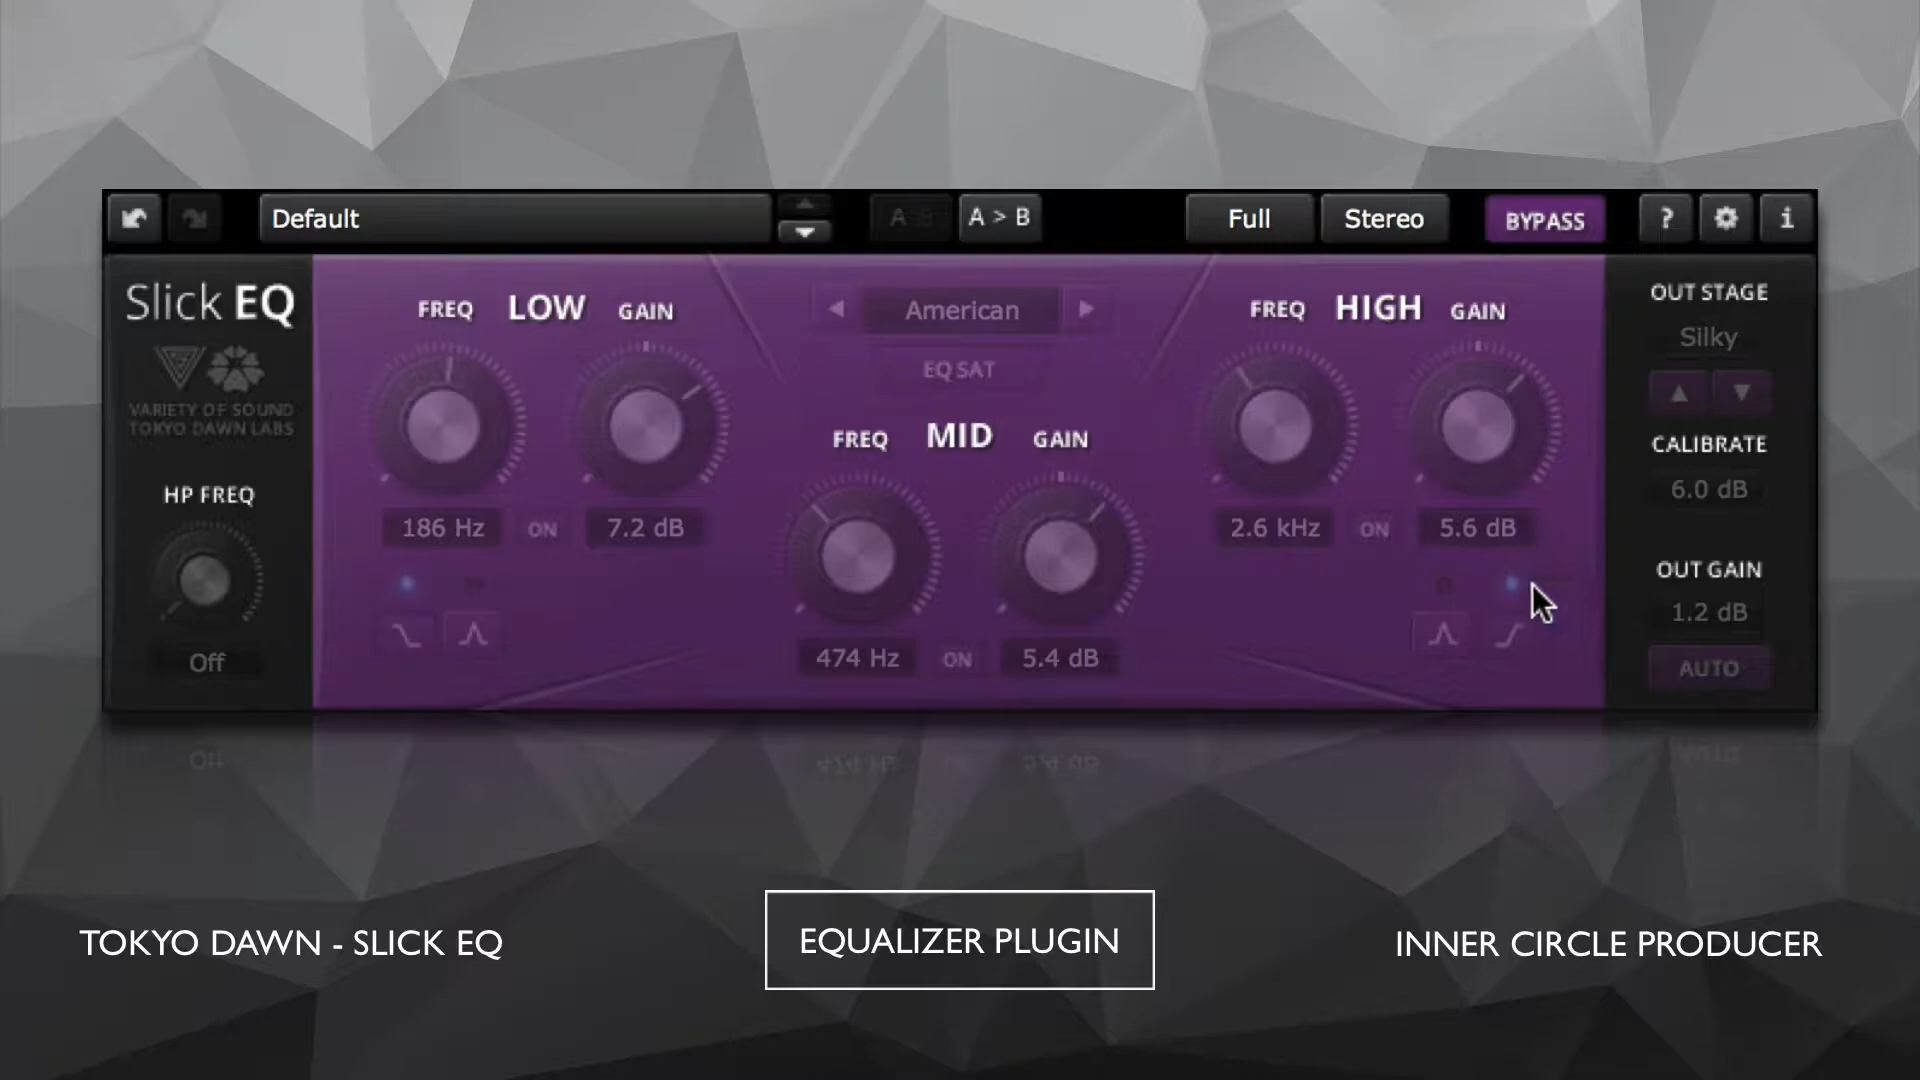 Default
A B
A > B
Full
Stereo
BYPASS
?
i
Slick EQ
VARIETY OF SOUND
TOKYO DAWN LABS
HP FREQ
Off
FREQ LOW GAIN
186 Hz ON 7.2 dB
American
EQ SAT
FREQ MID GAIN
474 Hz ON 5.4 dB
FREQ HIGH GAIN
2.6 kHz ON 5.6 dB
OUT STAGE
Silky
CALIBRATE
6.0 dB
OUT GAIN
1.2 dB
AUTO
TOKYO DAWN - SLICK EQ
EQUALIZER PLUGIN
INNER CIRCLE PRODUCER